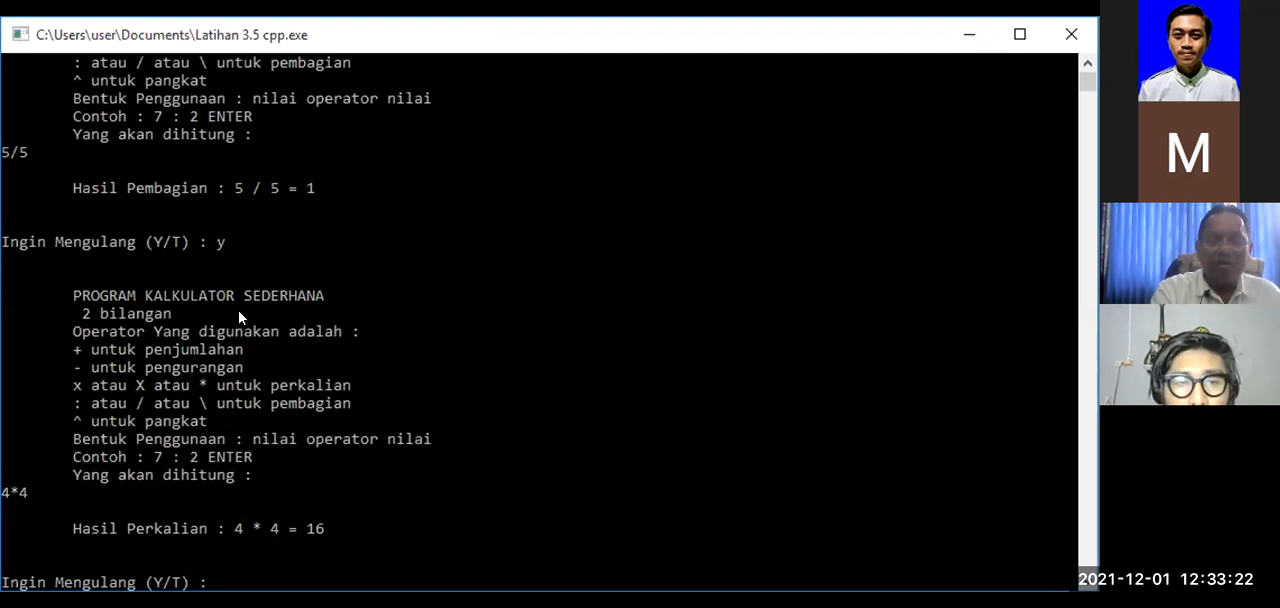 C:\Users\user\Documents\Latihan 3.5 cpp.exe
: atau / atau \ untuk pembagian
^ untuk pangkat
Bentuk Penggunaan : nilai operator nilai
Contoh : 7 : 2 ENTER
Yang akan dihitung :
5/5
Hasil Pembagian : 5 / 5 = 1
Ingin Mengulang (Y/T) : y
PROGRAM KALKULATOR SEDERHANA
2 bilangan
Operator Yang digunakan adalah :
+ untuk penjumlahan
- untuk pengurangan
x atau X atau * untuk perkalian
: atau / atau \ untuk pembagian
^ untuk pangkat
Bentuk Penggunaan : nilai operator nilai
Contoh : 7 : 2 ENTER
Yang akan dihitung :
4*4
Hasil Perkalian : 4 * 4 = 16
Ingin Mengulang (Y/T) :
M
2021-12-01 12:33:22